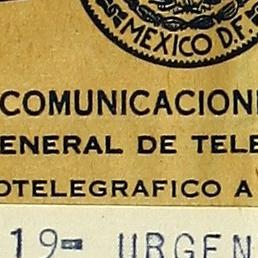 MEXICO D.F.
COMUNICACION
ENERAL DE TELE
OTELEGRAFICO A
19= URGEN